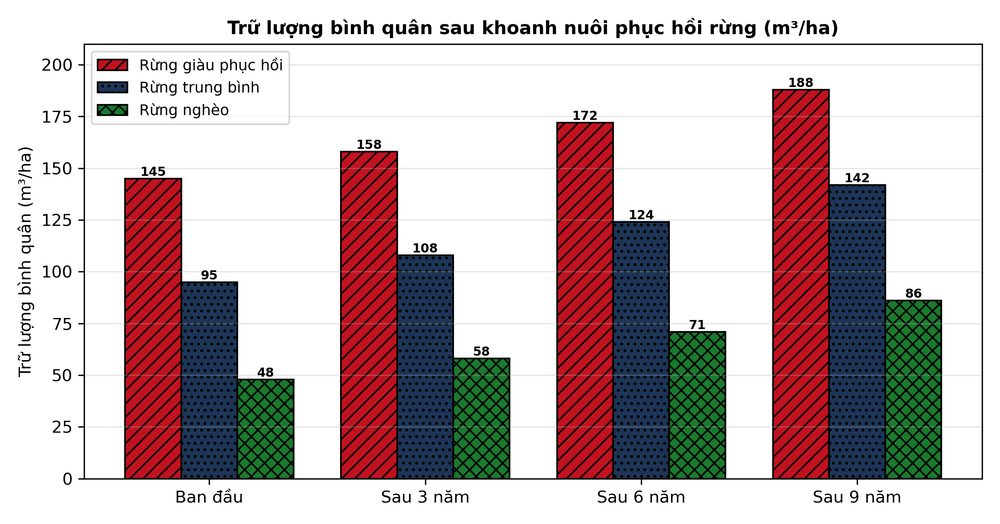 Trữ lượng bình quân sau khoanh nuôi phục hồi rừng (m³/ha)
Trữ lượng bình quân (m³/ha)
200
175
150
125
100
75
50
25
0
Rừng giàu phục hồi
Rừng trung bình
Rừng nghèo
145
95
48
158
108
58
172
124
71
188
142
86
Ban đầu
Sau 3 năm
Sau 6 năm
Sau 9 năm